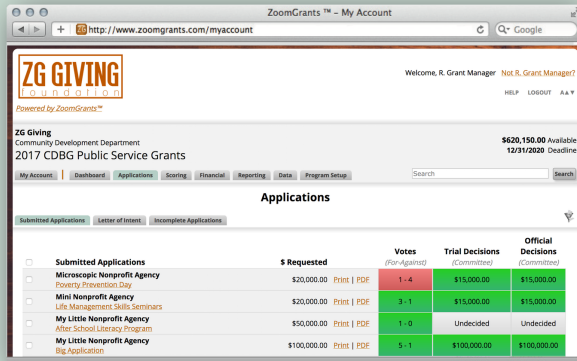 ZoomGrants ™ – My Account
ZG http://www.zoomgrants.com/myaccount
Google
ZG GIVING
foundation
Powered by ZoomGrants™
Welcome, R. Grant Manager Not R. Grant Manager?
HELP LOGOUT A▲▼
ZG Giving
Community Development Department
2017 CDBG Public Service Grants
$620,150.00 Available
12/31/2020 Deadline
My Account Dashboard Applications Scoring Financial Reporting Data Program Setup Search Search
Applications
Submitted Applications Letter of Intent Incomplete Applications
Submitted Applications $ Requested Votes (For-Against) Trial Decisions (Committee) Official Decisions (Committee)
Microscopic Nonprofit Agency
Poverty Prevention Day $20,000.00 Print | PDF 1 - 4 $15,000.00 $15,000.00
Mini Nonprofit Agency
Life Management Skills Seminars $20,000.00 Print | PDF 3 - 1 $15,000.00 $15,000.00
My Little Nonprofit Agency
After School Literacy Program $50,000.00 Print | PDF 1 - 0 Undecided Undecided
My Little Nonprofit Agency
Big Application $100,000.00 Print | PDF 5 - 1 $100,000.00 $100,000.00